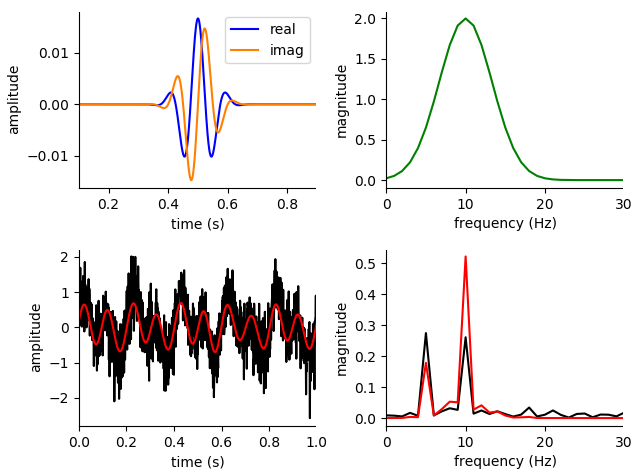 real
imag
0.01
0.00
−0.01
amplitude
0.2 0.4 0.6 0.8
time (s)
2.0
1.5
1.0
0.5
0.0
magnitude
0 10 20 30
frequency (Hz)
2
1
0
−1
−2
amplitude
0.0 0.2 0.4 0.6 0.8 1.0
time (s)
0.5
0.4
0.3
0.2
0.1
0.0
magnitude
0 10 20 30
frequency (Hz)